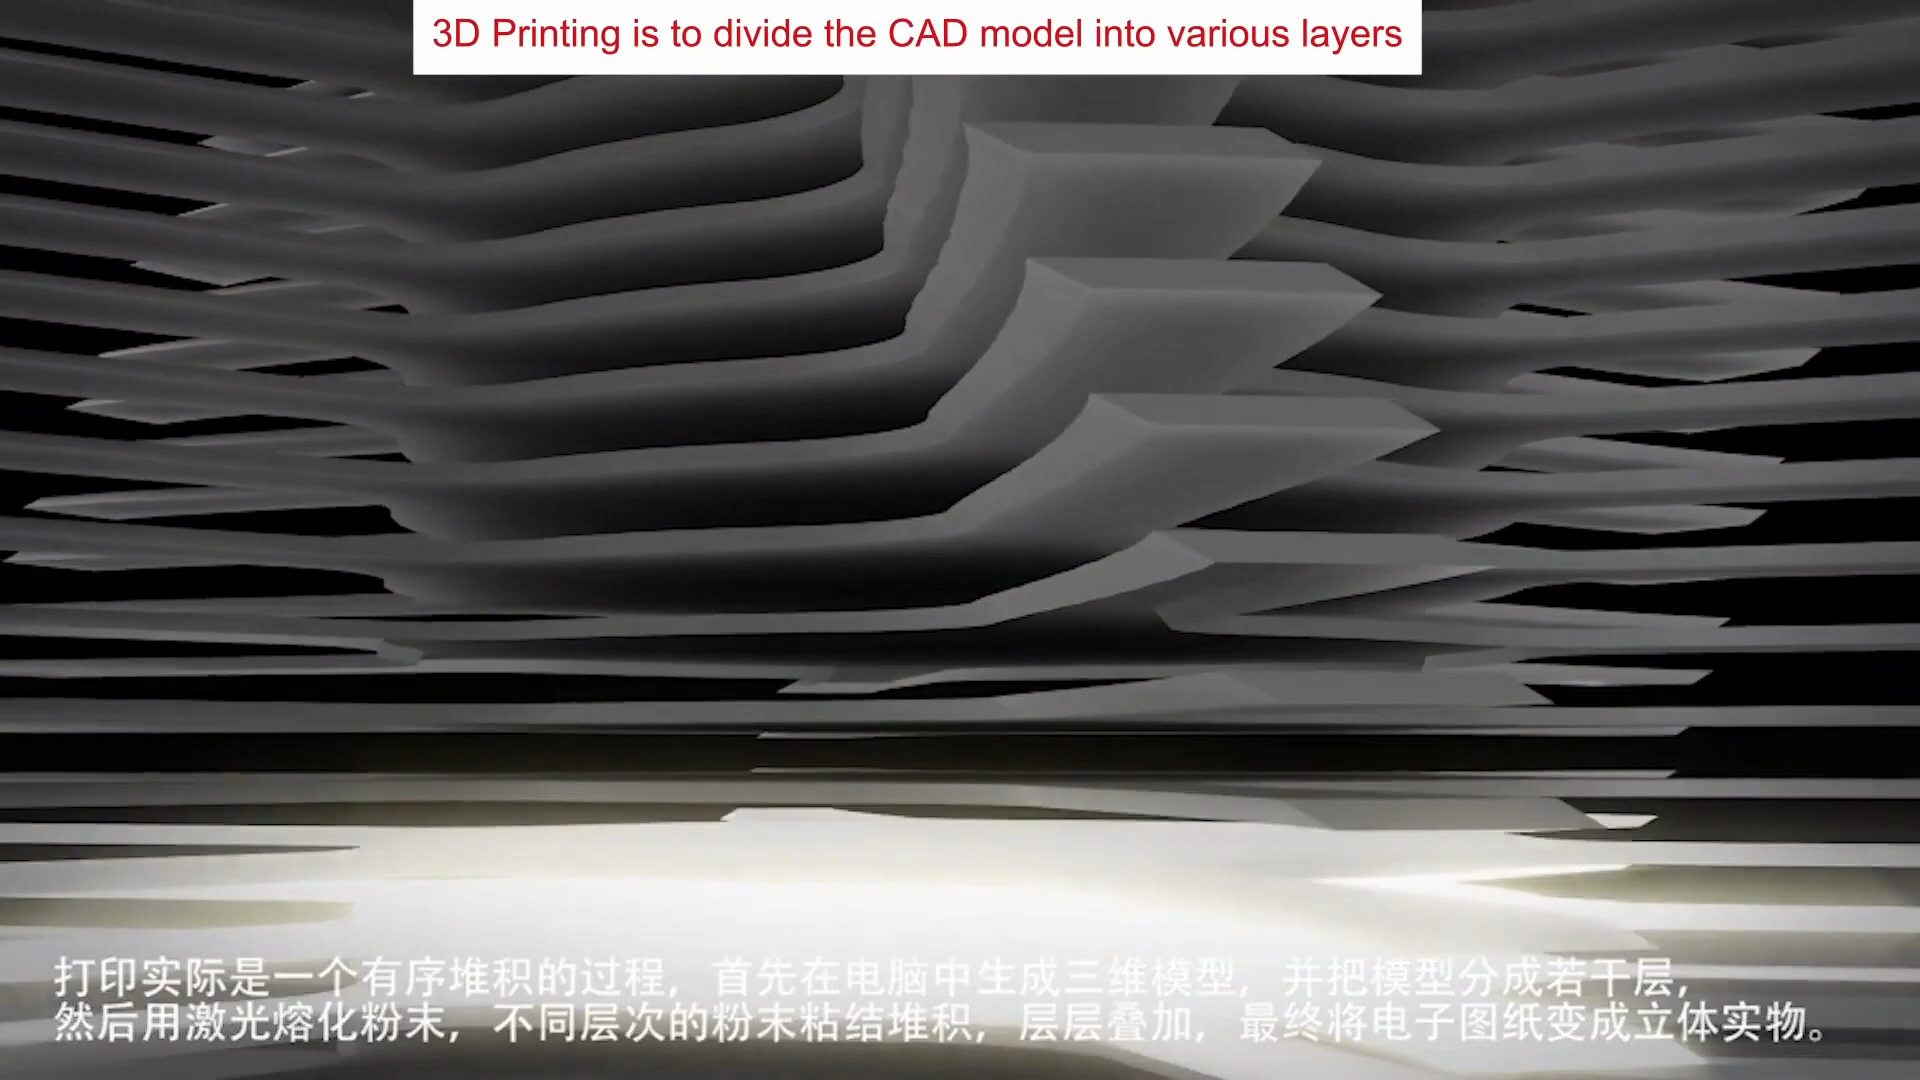 3D Printing is to divide the CAD model into various layers
打印实际是一个有序堆积的过程，首先在电脑中生成三维模型，并把模型分成若干层，
然后用激光熔化粉末，不同层次的粉末粘结堆积，层层叠加，最终将电子图纸变成立体实物。